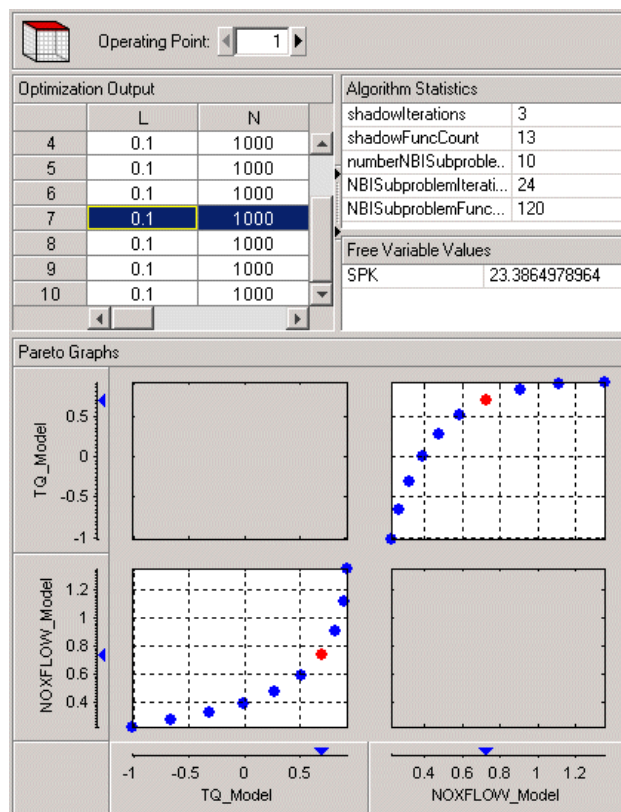 Operating Point: 1
Optimization Output
L N
4 0.1 1000
5 0.1 1000
6 0.1 1000
7 0.1 1000
8 0.1 1000
9 0.1 1000
10 0.1 1000
Algorithm Statistics
shadowIterations 3
shadowFuncCount 13
numberNBISubproble.. 10
NBISubproblemIterati... 24
NBISubproblemFunc... 120
Free Variable Values
SPK 23.3864978964
Pareto Graphs
TQ_Model
0.5
0
-0.5
-1
NOXFLOW_Model
1.2
1
0.8
0.6
0.4
-1 -0.5 0 0.5
TQ_Model
0.4 0.6 0.8 1 1.2
NOXFLOW_Model